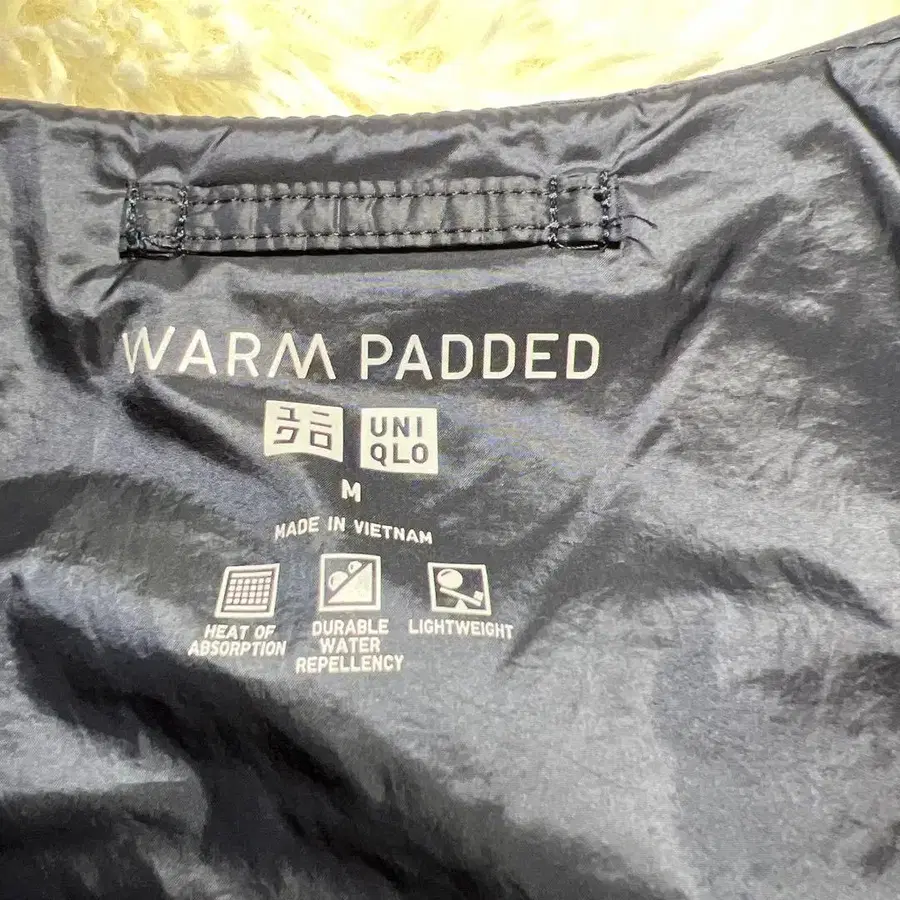 WARM PADDED
ユニ UNI
クロ QLO
M
MADE IN VIETNAM
HEAT OF
ABSORPTION
DURABLE
WATER
REPELLENCY
LIGHTWEIGHT